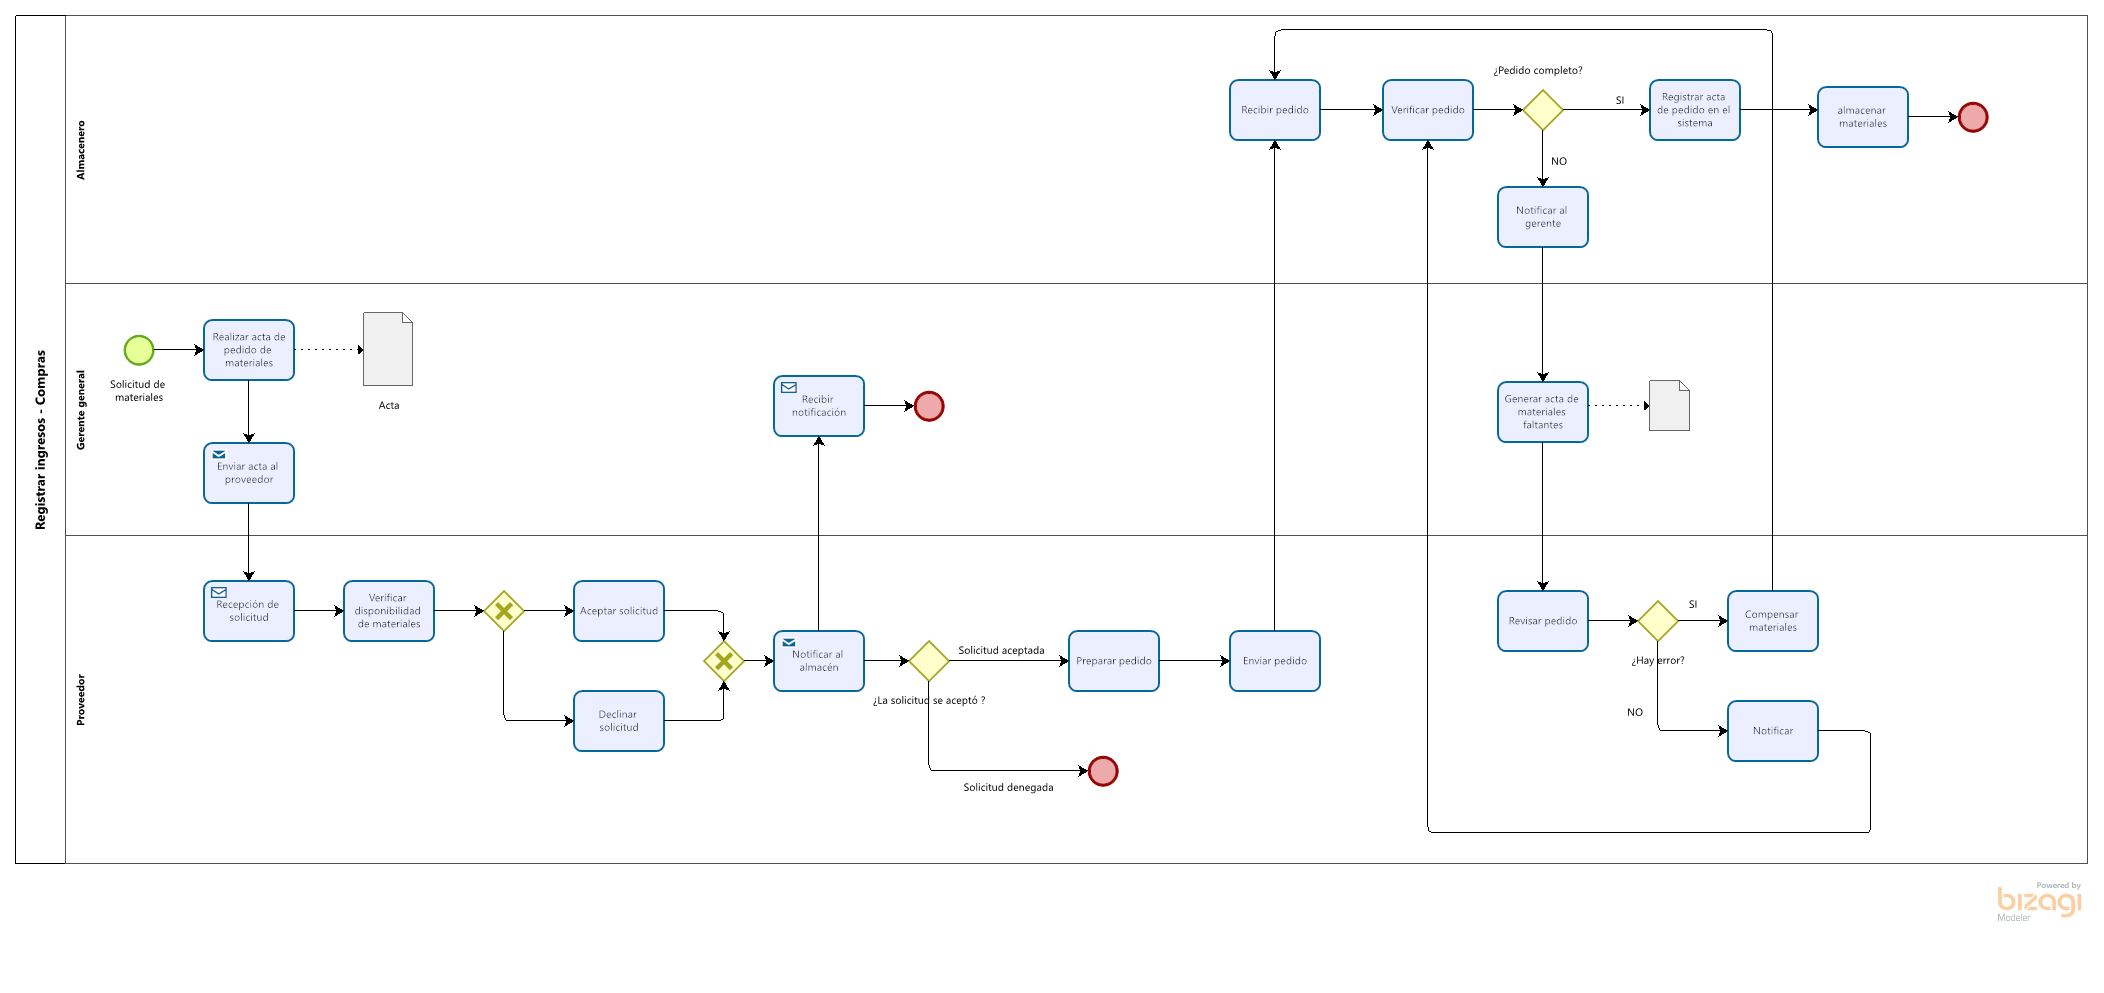 Registrar ingresos - Compras
Almacenero
Recibir pedido
Verificar pedido
¿Pedido completo?
SI
Registrar acta
de pedido en el
sistema
almacenar
materiales
NO
Notificar al
gerente
Gerente general
Solicitud de
materiales
Realizar acta de
pedido de
materiales
Acta
Enviar acta al
proveedor
Recibir
notificación
Generar acta de
materiales
faltantes
Proveedor
Recepción de
solicitud
Verificar
disponibilidad
de materiales
Aceptar solicitud
Declinar
solicitud
Notificar al
almacén
¿La solicitud se aceptó ?
Solicitud aceptada
Solicitud denegada
Preparar pedido
Enviar pedido
Revisar pedido
¿Hay error?
SI
Compensar
materiales
NO
Notificar
Powered by
bizagi
Modeler